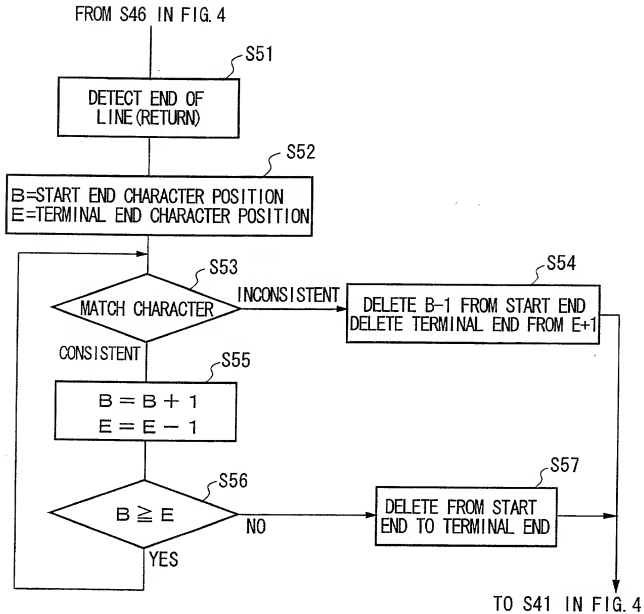 FROM S46 IN FIG.4
S51
DETECT END OF
LINE(RETURN)
S52
B=START END CHARACTER POSITION
E=TERMINAL END CHARACTER POSITION
S53
MATCH CHARACTER
INCONSISTENT
S54
DELETE B-1 FROM START END
DELETE TERMINAL END FROM E+1
CONSISTENT
S55
B=B+1
E=E-1
S56
B≧E
NO
YES
S57
DELETE FROM START
END TO TERMINAL END
TO S41 IN FIG.4